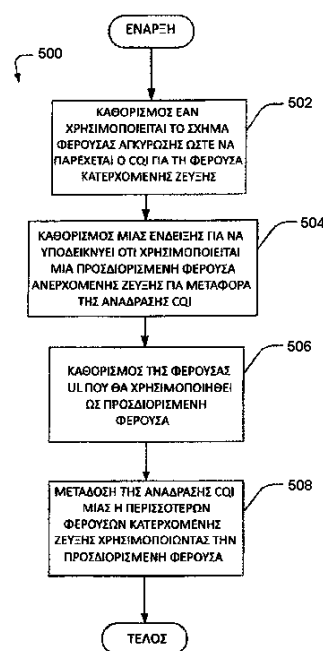 ΕΝΑΡΞΗ
500
502
ΚΑΘΟΡΙΣΜΟΣ ΕΑΝ
ΧΡΗΣΙΜΟΠΟΙΕΙΤΑΙ ΤΟ ΣΧΗΜΑ
ΦΕΡΟΥΣΑΣ ΑΓΚΥΡΩΣΗΣ ΩΣΤΕ ΝΑ
ΠΑΡΕΧΕΤΑΙ Ο CQI ΓΙΑ ΤΗ ΦΕΡΟΥΣΑ
ΚΑΤΕΡΧΟΜΕΝΗΣ ΖΕΥΞΗΣ
504
ΚΑΘΟΡΙΣΜΟΣ ΜΙΑΣ ΕΝΔΕΙΞΗΣ ΓΙΑ ΝΑ
ΥΠΟΔΕΙΚΝΥΕΙ ΟΤΙ ΧΡΗΣΙΜΟΠΟΙΕΙΤΑΙ
ΜΙΑ ΠΡΟΣΔΙΟΡΙΣΜΕΝΗ ΦΕΡΟΥΣΑ
ΑΝΕΡΧΟΜΕΝΗΣ ΖΕΥΞΗΣ ΓΙΑ ΜΕΤΑΦΟΡΑ
ΤΗΣ ΑΝΑΔΡΑΣΗΣ CQI
506
ΚΑΘΟΡΙΣΜΟΣ ΤΗΣ ΦΕΡΟΥΣΑΣ
UL ΠΟΥ ΘΑ ΧΡΗΣΙΜΟΠΟΙΗΘΕΙ
ΩΣ ΠΡΟΣΔΙΟΡΙΣΜΕΝΗ
ΦΕΡΟΥΣΑ
508
ΜΕΤΑΔΟΣΗ ΤΗΣ ΑΝΑΔΡΑΣΗΣ CQI
ΜΙΑΣ Η ΠΕΡΙΣΣΟΤΕΡΩΝ
ΦΕΡΟΥΣΩΝ ΚΑΤΕΡΧΟΜΕΝΗΣ
ΖΕΥΞΗΣ ΧΡΗΣΙΜΟΠΟΙΩΝΤΑΣ ΤΗΝ
ΠΡΟΣΔΙΟΡΙΣΜΕΝΗ ΦΕΡΟΥΣΑ
ΤΕΛΟΣ